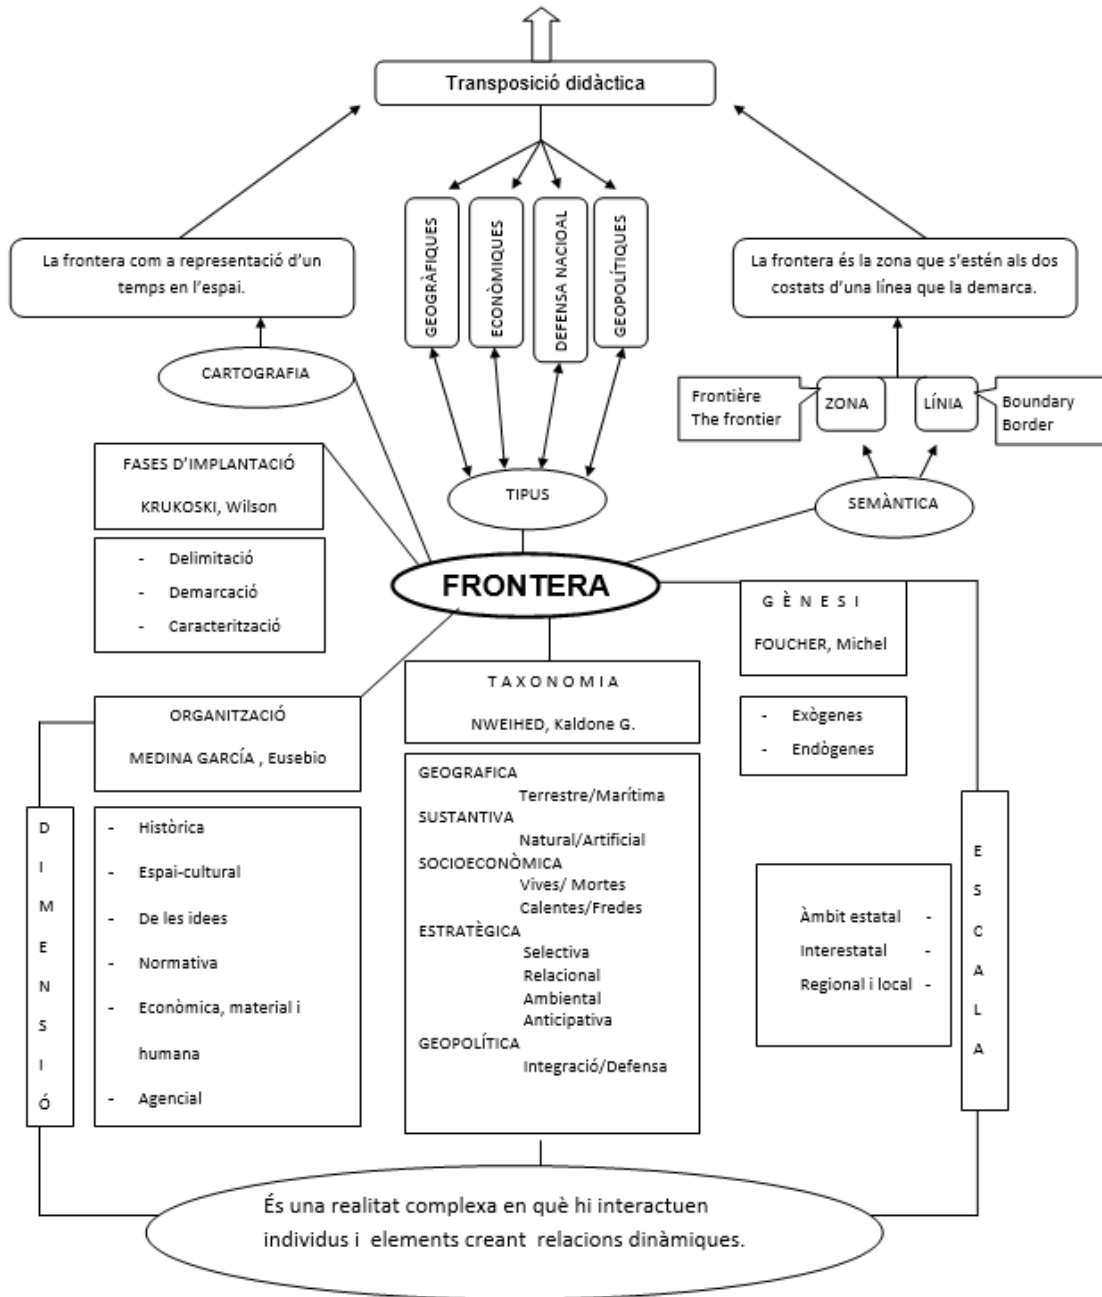 Transposició didàctica
GEOGRÀFIQUES
ECONÒMIQUES
DEFENSA NACIOAL
GEOPOLÍTIQUES
La frontera com a representació d'un
temps en l'espai.
La frontera és la zona que s'estén als dos
costats d'una línea que la demarca.
CARTOGRAFIA
Frontière
The frontier
ZONA
LÍNIA
Boundary
Border
FASES D'IMPLANTACIÓ
KRUKOSKI, Wilson
TIPUS
SEMÀNTICA
- Delimitació
- Demarcació
- Caracterització
FRONTERA
G È N E S I
FOUCHER, Michel
T A X O N O M I A
NWEIHED, Kaldone G.
ORGANITZACIÓ
MEDINA GARCÍA , Eusebio
- Exògenes
- Endògenes
D
I
M
E
N
S
I
Ó
- Històrica
- Espai-cultural
- De les idees
- Normativa
- Econòmica, material i
humana
- Agencial
GEOGRAFICA
Terrestre/Marítima
SUSTANTIVA
Natural/Artificial
SOCIOECONÒMICA
Vives/ Mortes
Calentes/Fredes
ESTRATÈGICA
Selectiva
Relacional
Ambiental
Anticipativa
GEOPOLÍTICA
Integració/Defensa
Àmbit estatal -
Interestatal -
Regional i local -
E
S
C
A
L
A
És una realitat complexa en què hi interactuen
individus i elements creant relacions dinàmiques.